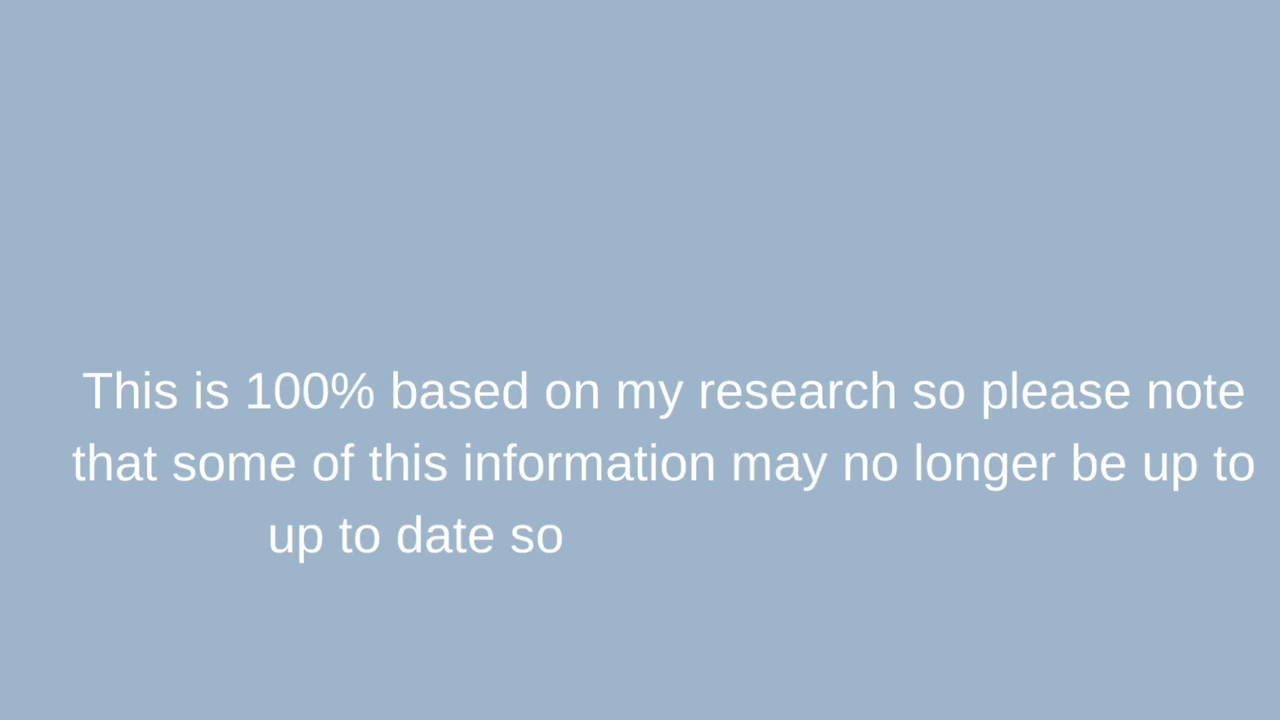 This is 100% based on my research so please note
that some of this information may no longer be up to
up to date so